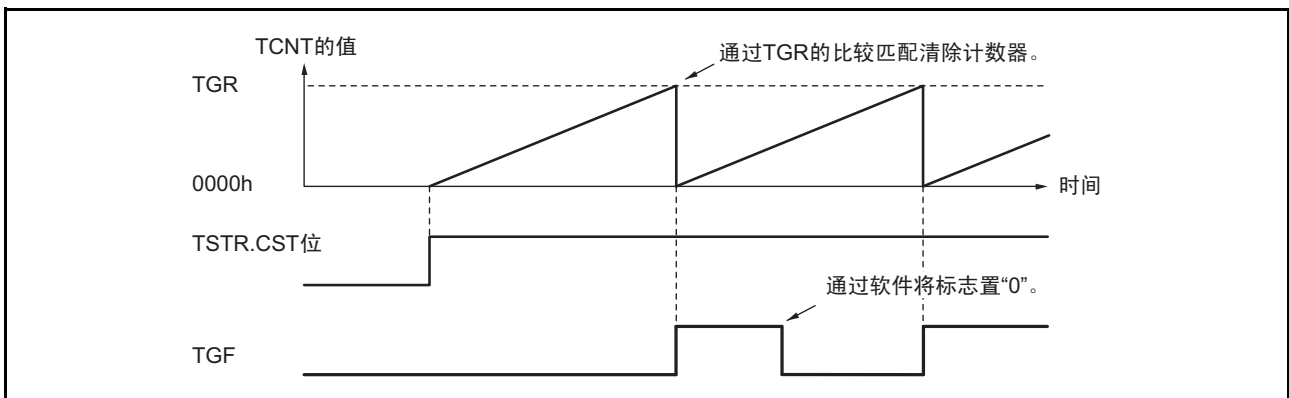 TCNT的值
通过TGR的比较匹配清除计数器。
TGR
0000h
时间
TSTR.CST位
通过软件将标志置“0”。
TGF